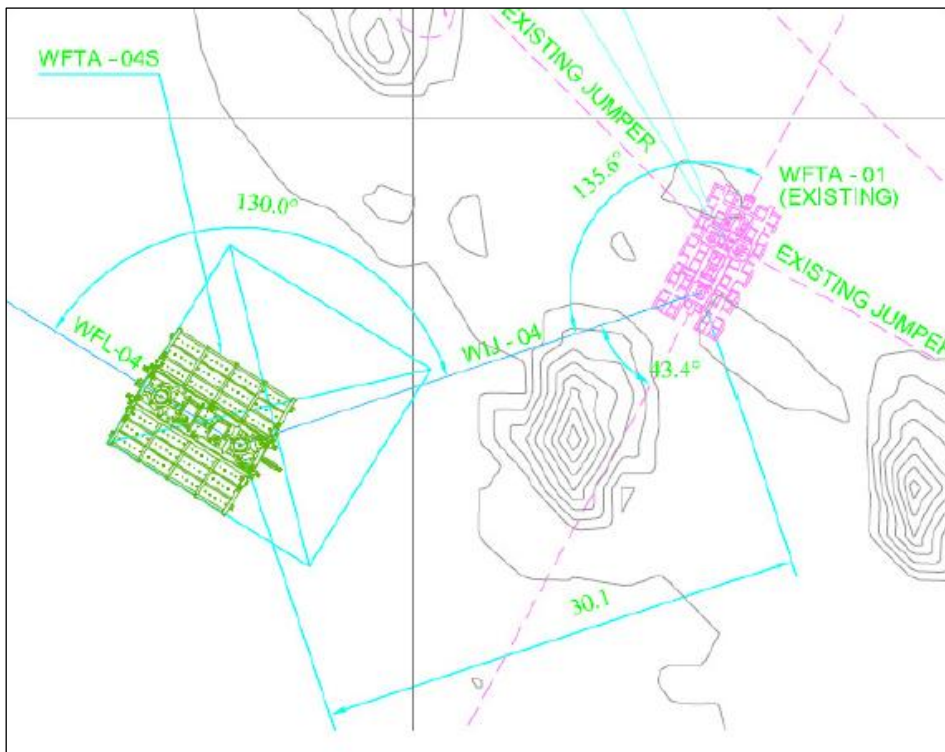 EXISTING JUMPER
WFTA - 04S
135.6°
WFTA - 01
(EXISTING)
130.0°
EXISTING JUMPER
WFL-04
WIJ - 04
43.4°
30.1